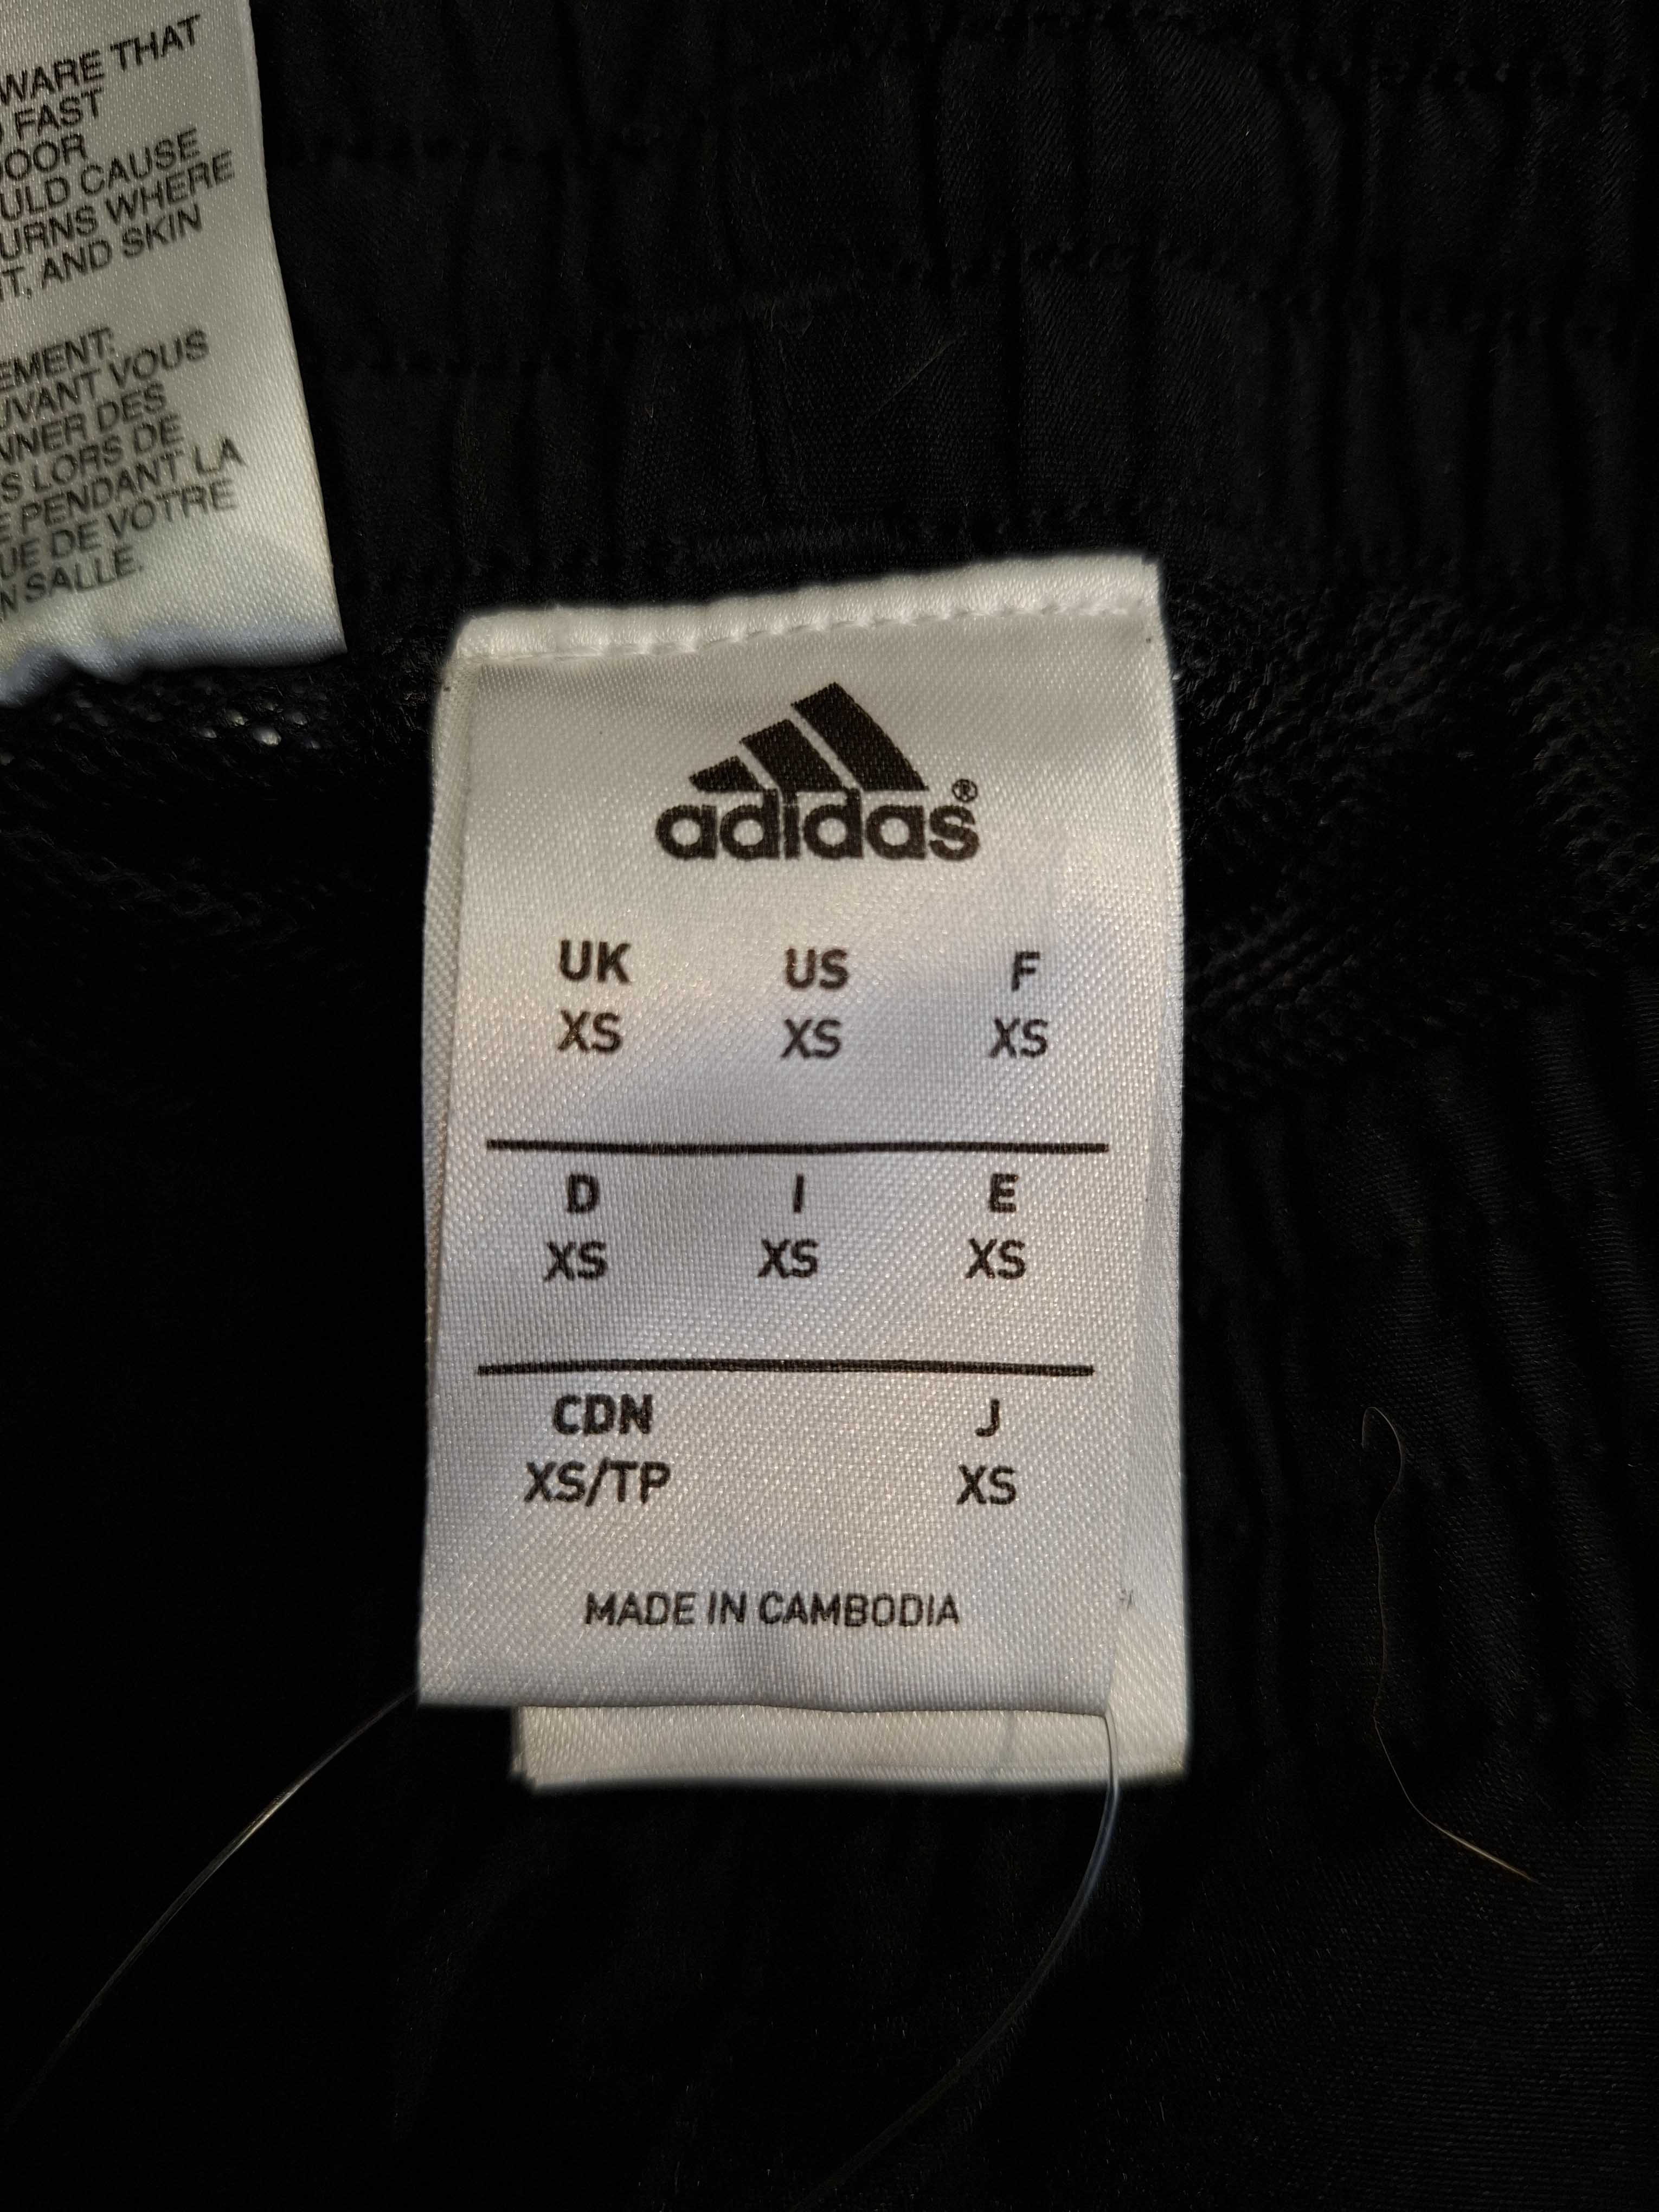 WARE THAT
FAST
OOR
ULD CAUSE
URNS WHERE
T, AND SKIN
EMENT:
UVANT VOUS
NNER DES
S LORS DE
E PENDANT LA
UE DE VOTRE
N SALLE.
adidas®
UK US F
XS XS XS
D I E
XS XS XS
CDN J
XS/TP XS
MADE IN CAMBODIA